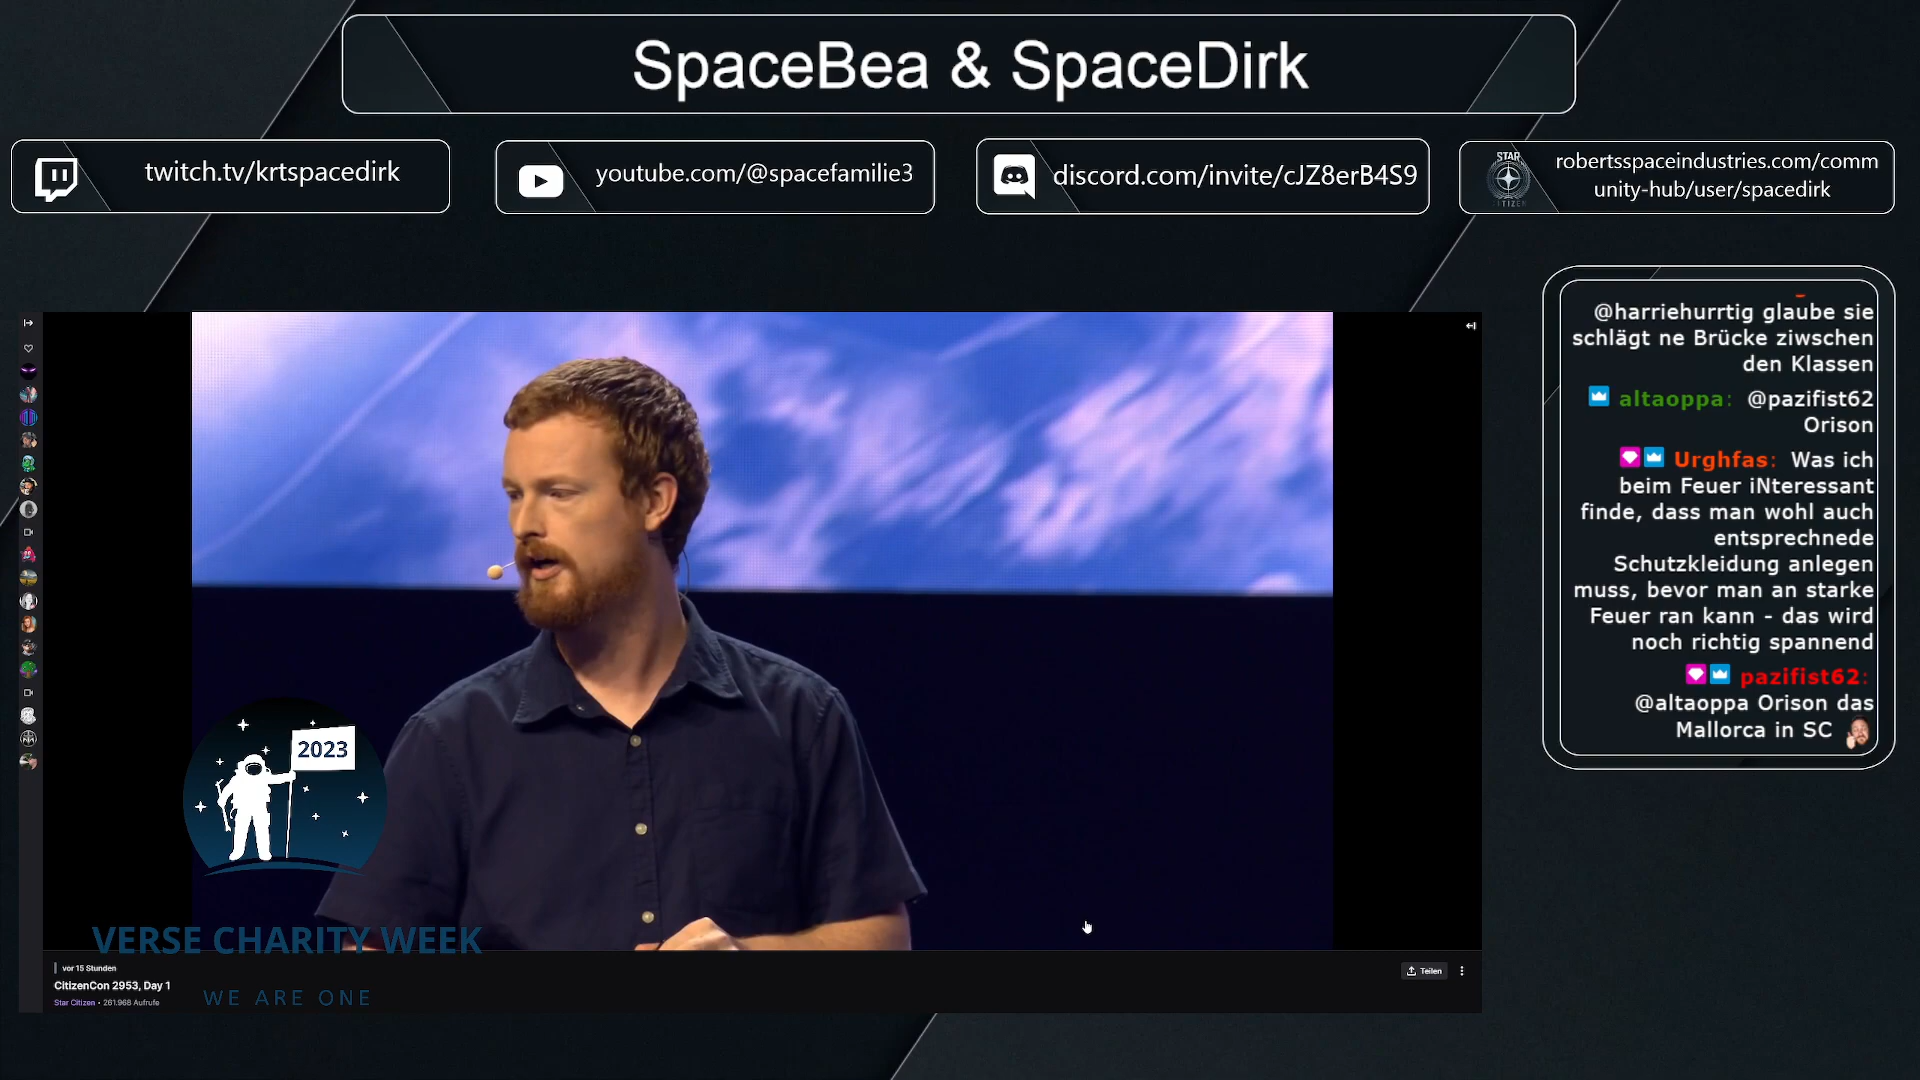 SpaceBea & SpaceDirk
twitch.tv/krtspacedirk
youtube.com/@spacefamilie3
discord.com/invite/cJZ8erB4S9
STAR
CITIZEN
robertsspaceindustries.com/comm
unity-hub/user/spacedirk
@harriehurrtig glaube sie
schlägt ne Brücke ziwschen
den Klassen
altaoppa: @pazifist62
Orison
Urghfas: Was ich
beim Feuer iNteressant
finde, dass man wohl auch
entsprechnede
Schutzkleidung anlegen
muss, bevor man an starke
Feuer ran kann - das wird
noch richtig spannend
pazifist62:
@altaoppa Orison das
Mallorca in SC
2023
VERSE CHARITY WEEK
WE ARE ONE
vor 15 Stunden
CitizenCon 2953, Day 1
Star Citizen • 261.968 Aufrufe
Teilen